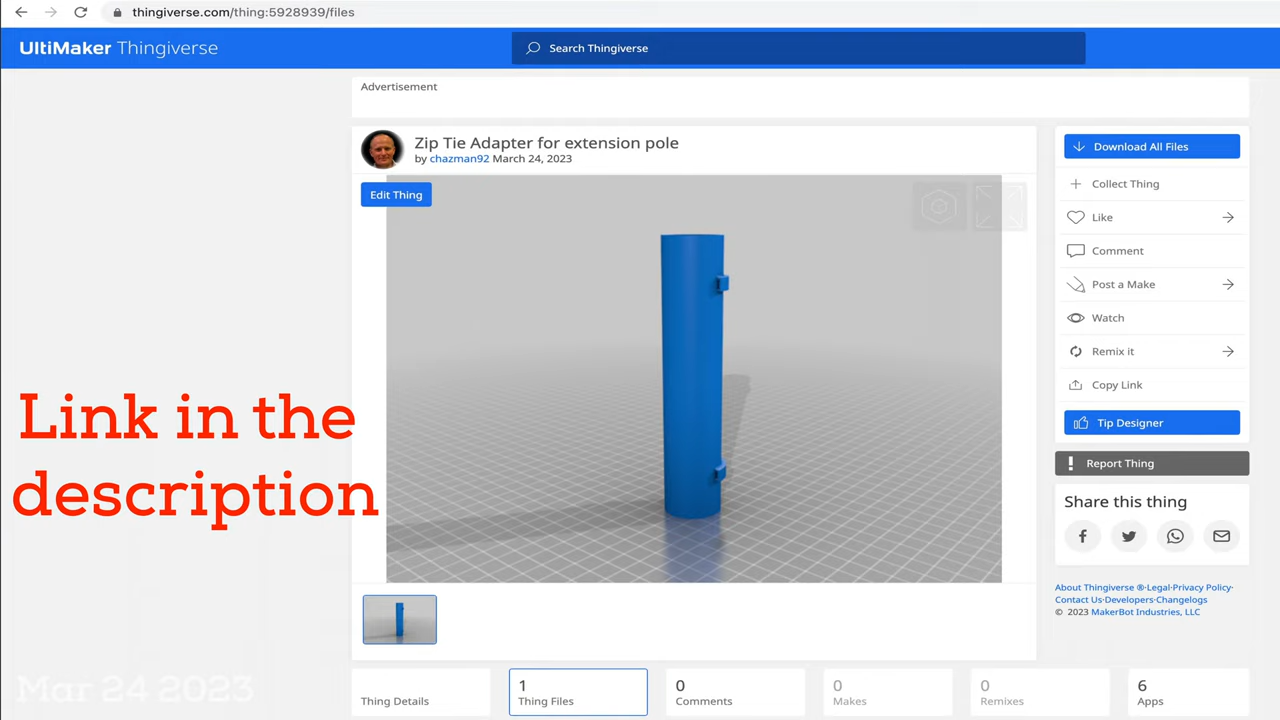 thingiverse.com/thing:5928939/files
UltiMaker Thingiverse
Search Thingiverse
Advertisement
Zip Tie Adapter for extension pole
by chazman92 March 24, 2023
Edit Thing
Download All Files
Collect Thing
Like
Comment
Post a Make
Watch
Remix it
Copy Link
Tip Designer
Report Thing
Share this thing
About Thingiverse ®·Legal·Privacy Policy·
Contact Us·Developers·Changelogs
© 2023 MakerBot Industries, LLC
Link in the
description
Mar 24 2023
Thing Details
1
Thing Files
0
Comments
0
Makes
0
Remixes
6
Apps